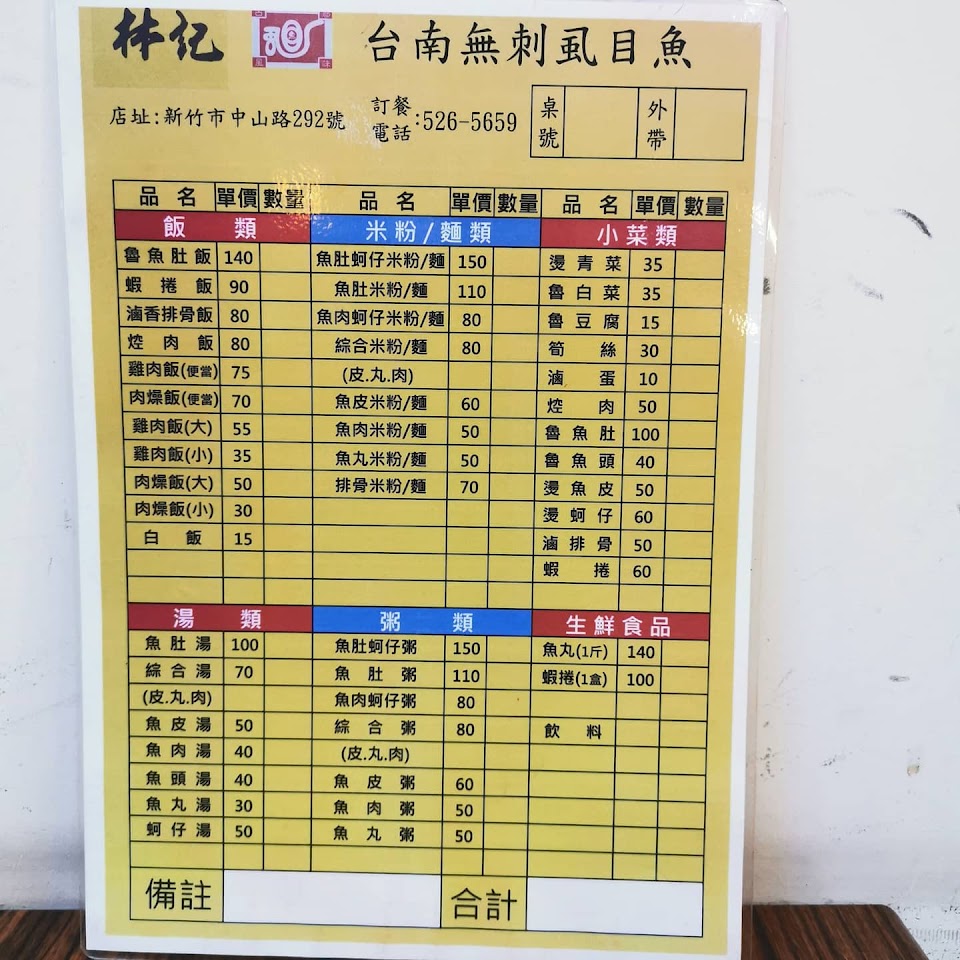 林記 台南無刺虱目魚
店址:新竹市中山路292號 訂餐電話:526-5659 桌號 外帶
品名 單價 數量 品名 單價 數量 品名 單價 數量
飯類 米粉/麵類 小菜類
魯魚肚飯 140 魚肚蚵仔米粉/麵 150 燙青菜 35
蝦捲飯 90 魚肚米粉/麵 110 魯白菜 35
滷香排骨飯 80 魚肉蚵仔米粉/麵 80 魯豆腐 15
焢肉飯 80 綜合米粉/麵 80 筍絲 30
雞肉飯(便當) 75 (皮.丸.肉) 滷蛋 10
肉燥飯(便當) 70 魚皮米粉/麵 60 焢肉 50
雞肉飯(大) 55 魚肉米粉/麵 50 魯魚肚 100
雞肉飯(小) 35 魚丸米粉/麵 50 魯魚頭 40
肉燥飯(大) 50 排骨米粉/麵 70 燙魚皮 50
肉燥飯(小) 30 燙蚵仔 60
白飯 15 滷排骨 50
蝦捲 60
湯類 粥類 生鮮食品
魚肚湯 100 魚肚蚵仔粥 150 魚丸(1斤) 140
綜合湯 70 魚肚粥 110 蝦捲(1盒) 100
(皮.丸.肉) 魚肉蚵仔粥 80
魚皮湯 50 綜合粥 80 飲料
魚肉湯 40 (皮.丸.肉)
魚頭湯 40 魚皮粥 60
魚丸湯 30 魚肉粥 50
蚵仔湯 50 魚丸粥 50
備註 合計